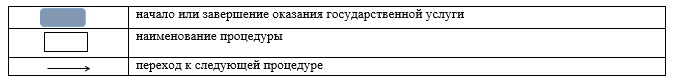 начало или завершение оказания государственной услуги
наименование процедуры
переход к следующей процедуре